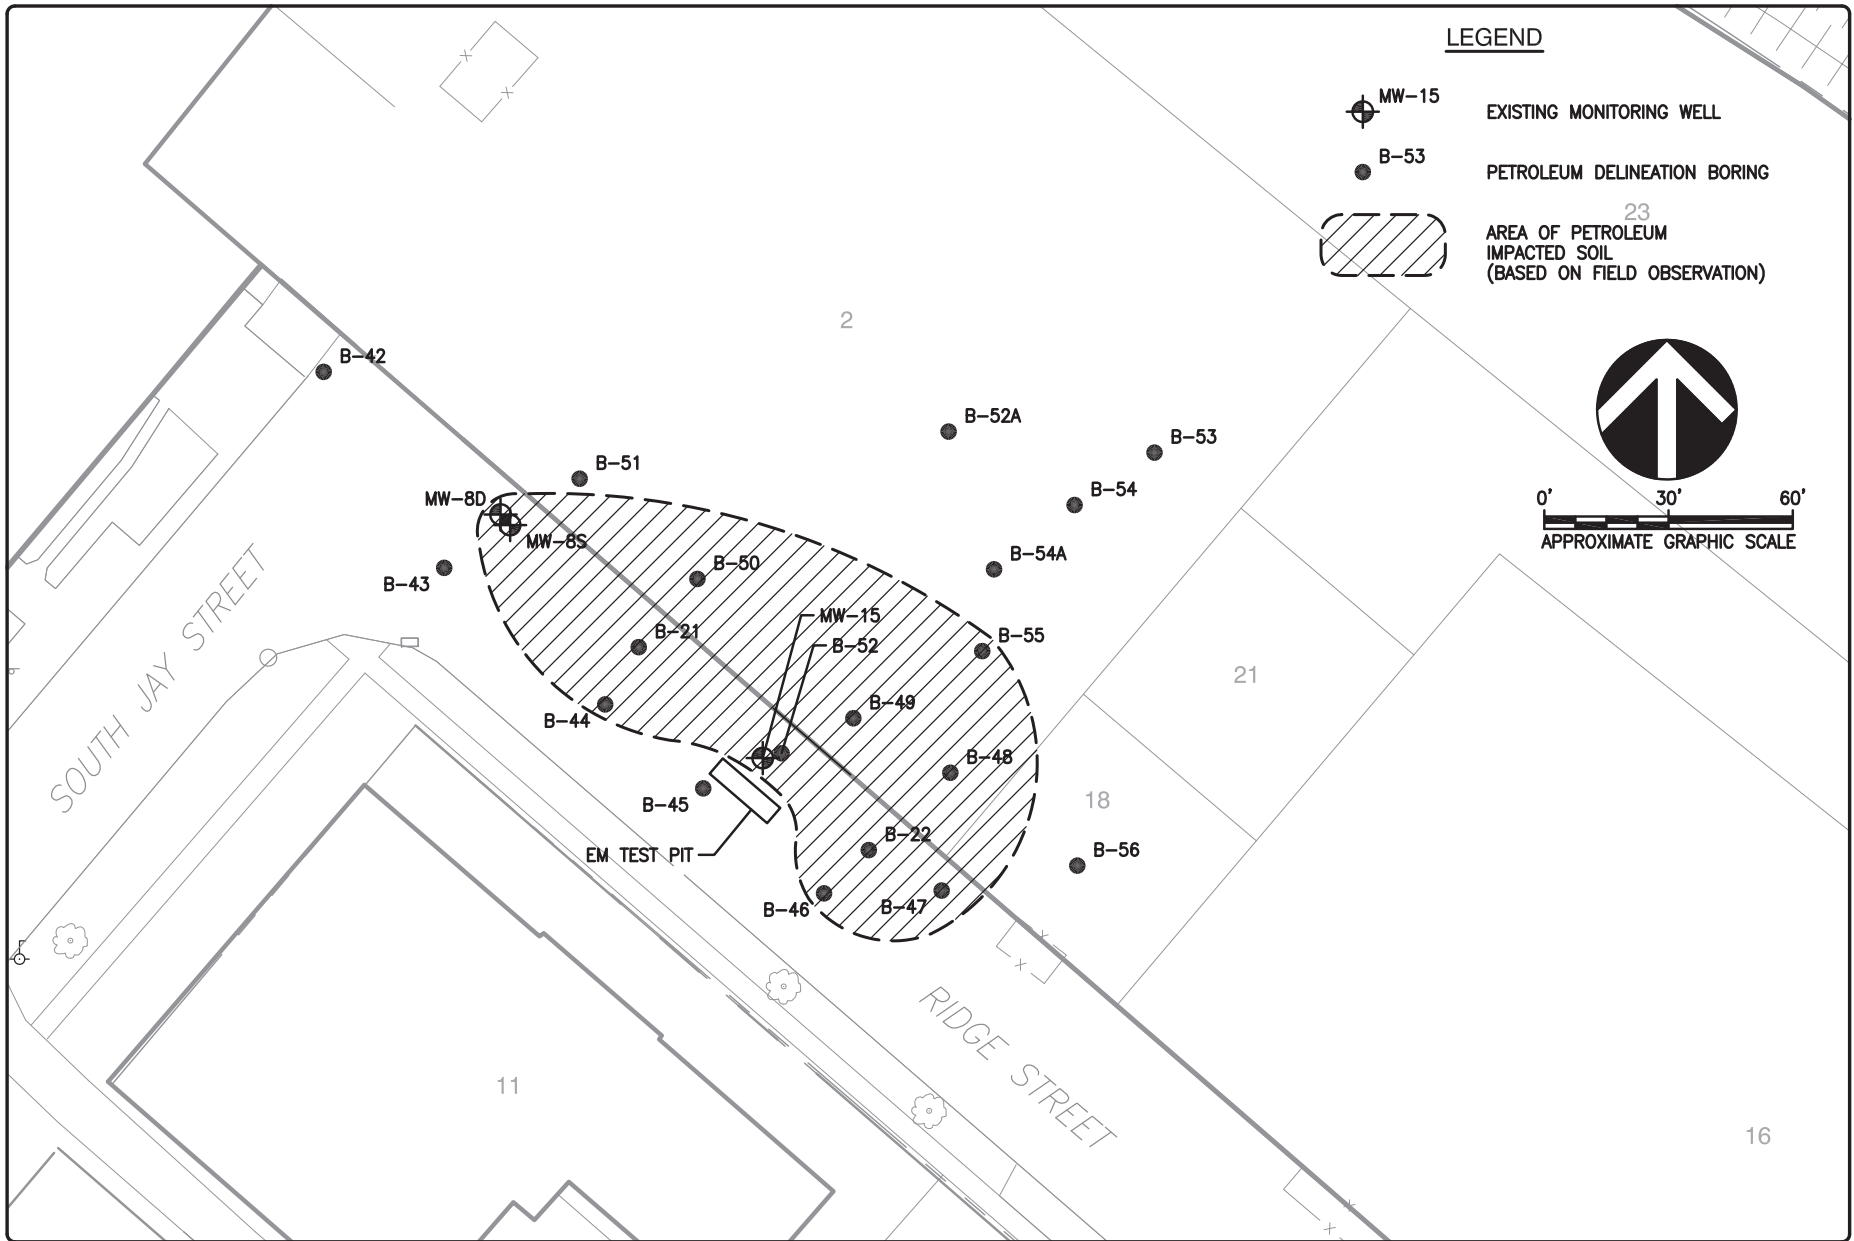 LEGEND
MW-15
EXISTING MONITORING WELL
B-53
PETROLEUM DELINEATION BORING
23
AREA OF PETROLEUM
IMPACTED SOIL
(BASED ON FIELD OBSERVATION)
2
B-42
B-52A
B-53
B-51
B-54
0' 30' 60'
APPROXIMATE GRAPHIC SCALE
MW-8D
MW-8S
B-54A
B-43
B-50
MW-15
B-21
B-55
B-52
SOUTH JAY STREET
21
B-49
B-44
B-48
18
B-45
B-22
EM TEST PIT
B-56
B-46
B-47
RIDGE STREET
11
16